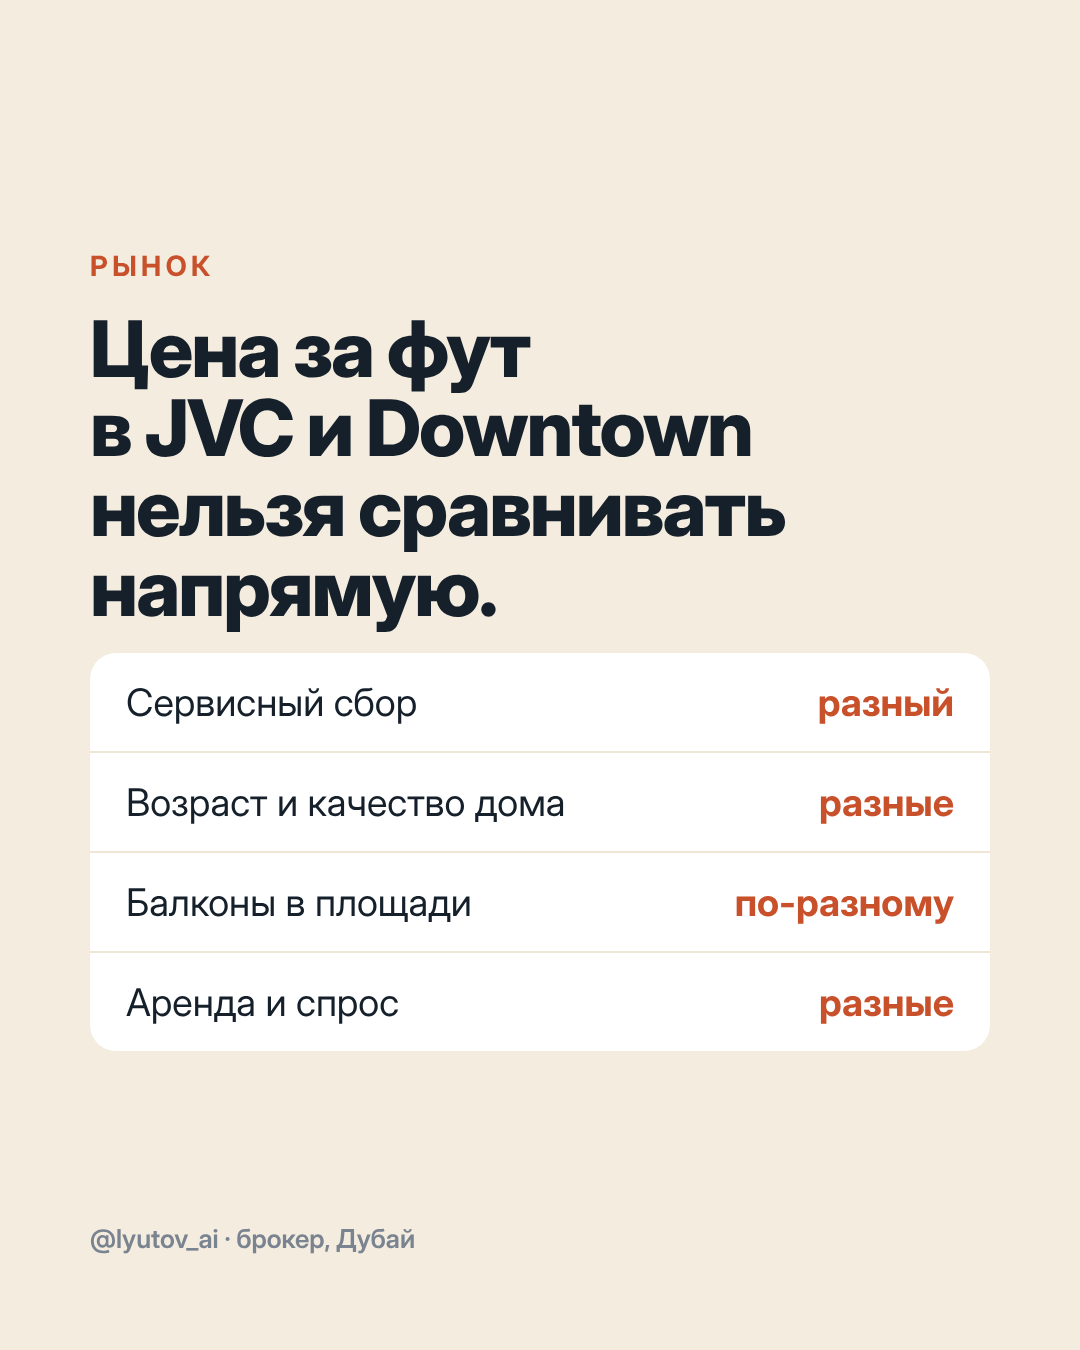 РЫНОК
Цена за фут
в JVC и Downtown
нельзя сравнивать
напрямую.
Сервисный сбор разный
Возраст и качество дома разные
Балконы в площади по-разному
Аренда и спрос разные
@lyutov_ai · брокер, Дубай